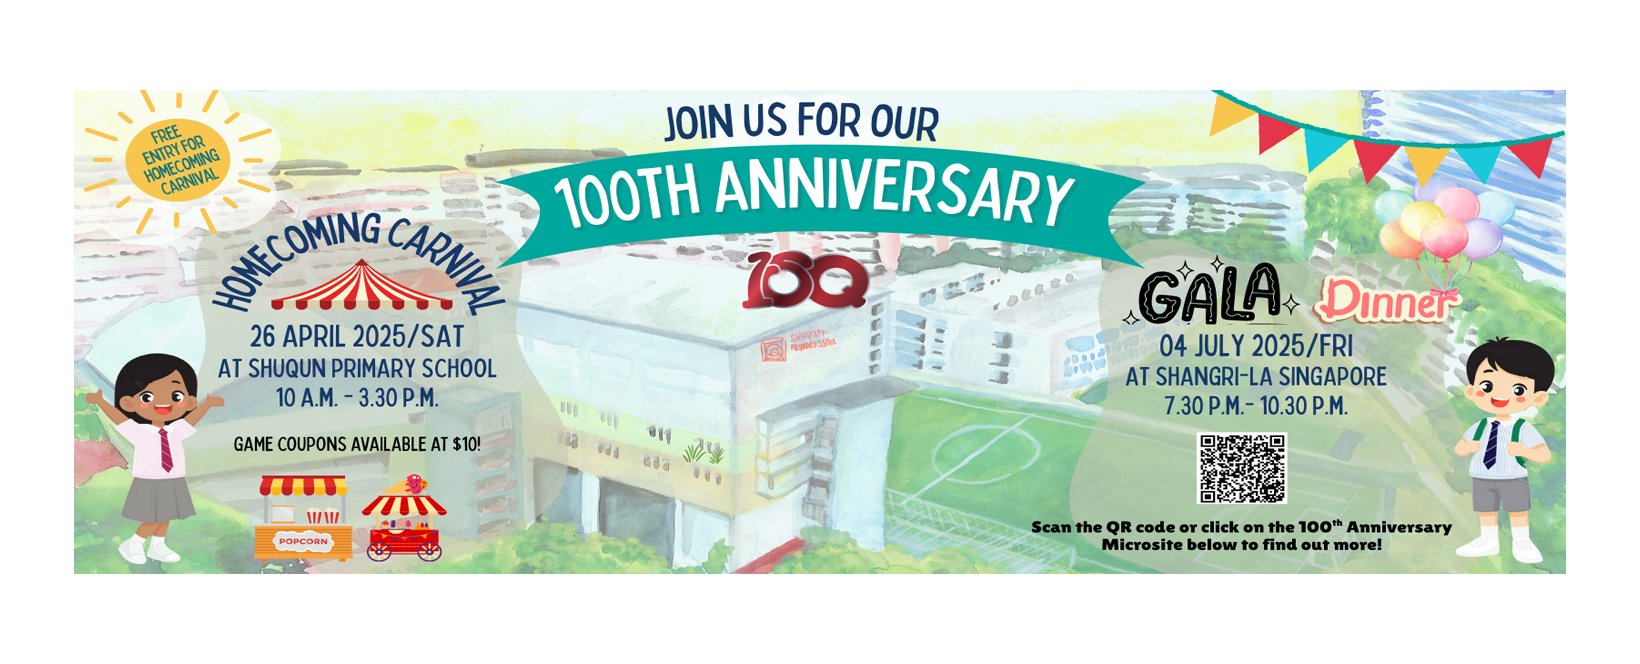 JOIN US FOR OUR
100TH ANNIVERSARY
FREE
ENTRY FOR
HOMECOMING
CARNIVAL
HOMECOMING CARNIVAL
26 APRIL 2025/SAT
AT SHUQUN PRIMARY SCHOOL
10 A.M. - 3.30 P.M.
GAME COUPONS AVAILABLE AT $10!
POPCORN
SHUQUN
PRIMARY SCHOOL
GALA Dinner
04 JULY 2025/FRI
AT SHANGRI-LA SINGAPORE
7.30 P.M.- 10.30 P.M.
Scan the QR code or click on the 100th Anniversary
Microsite below to find out more!